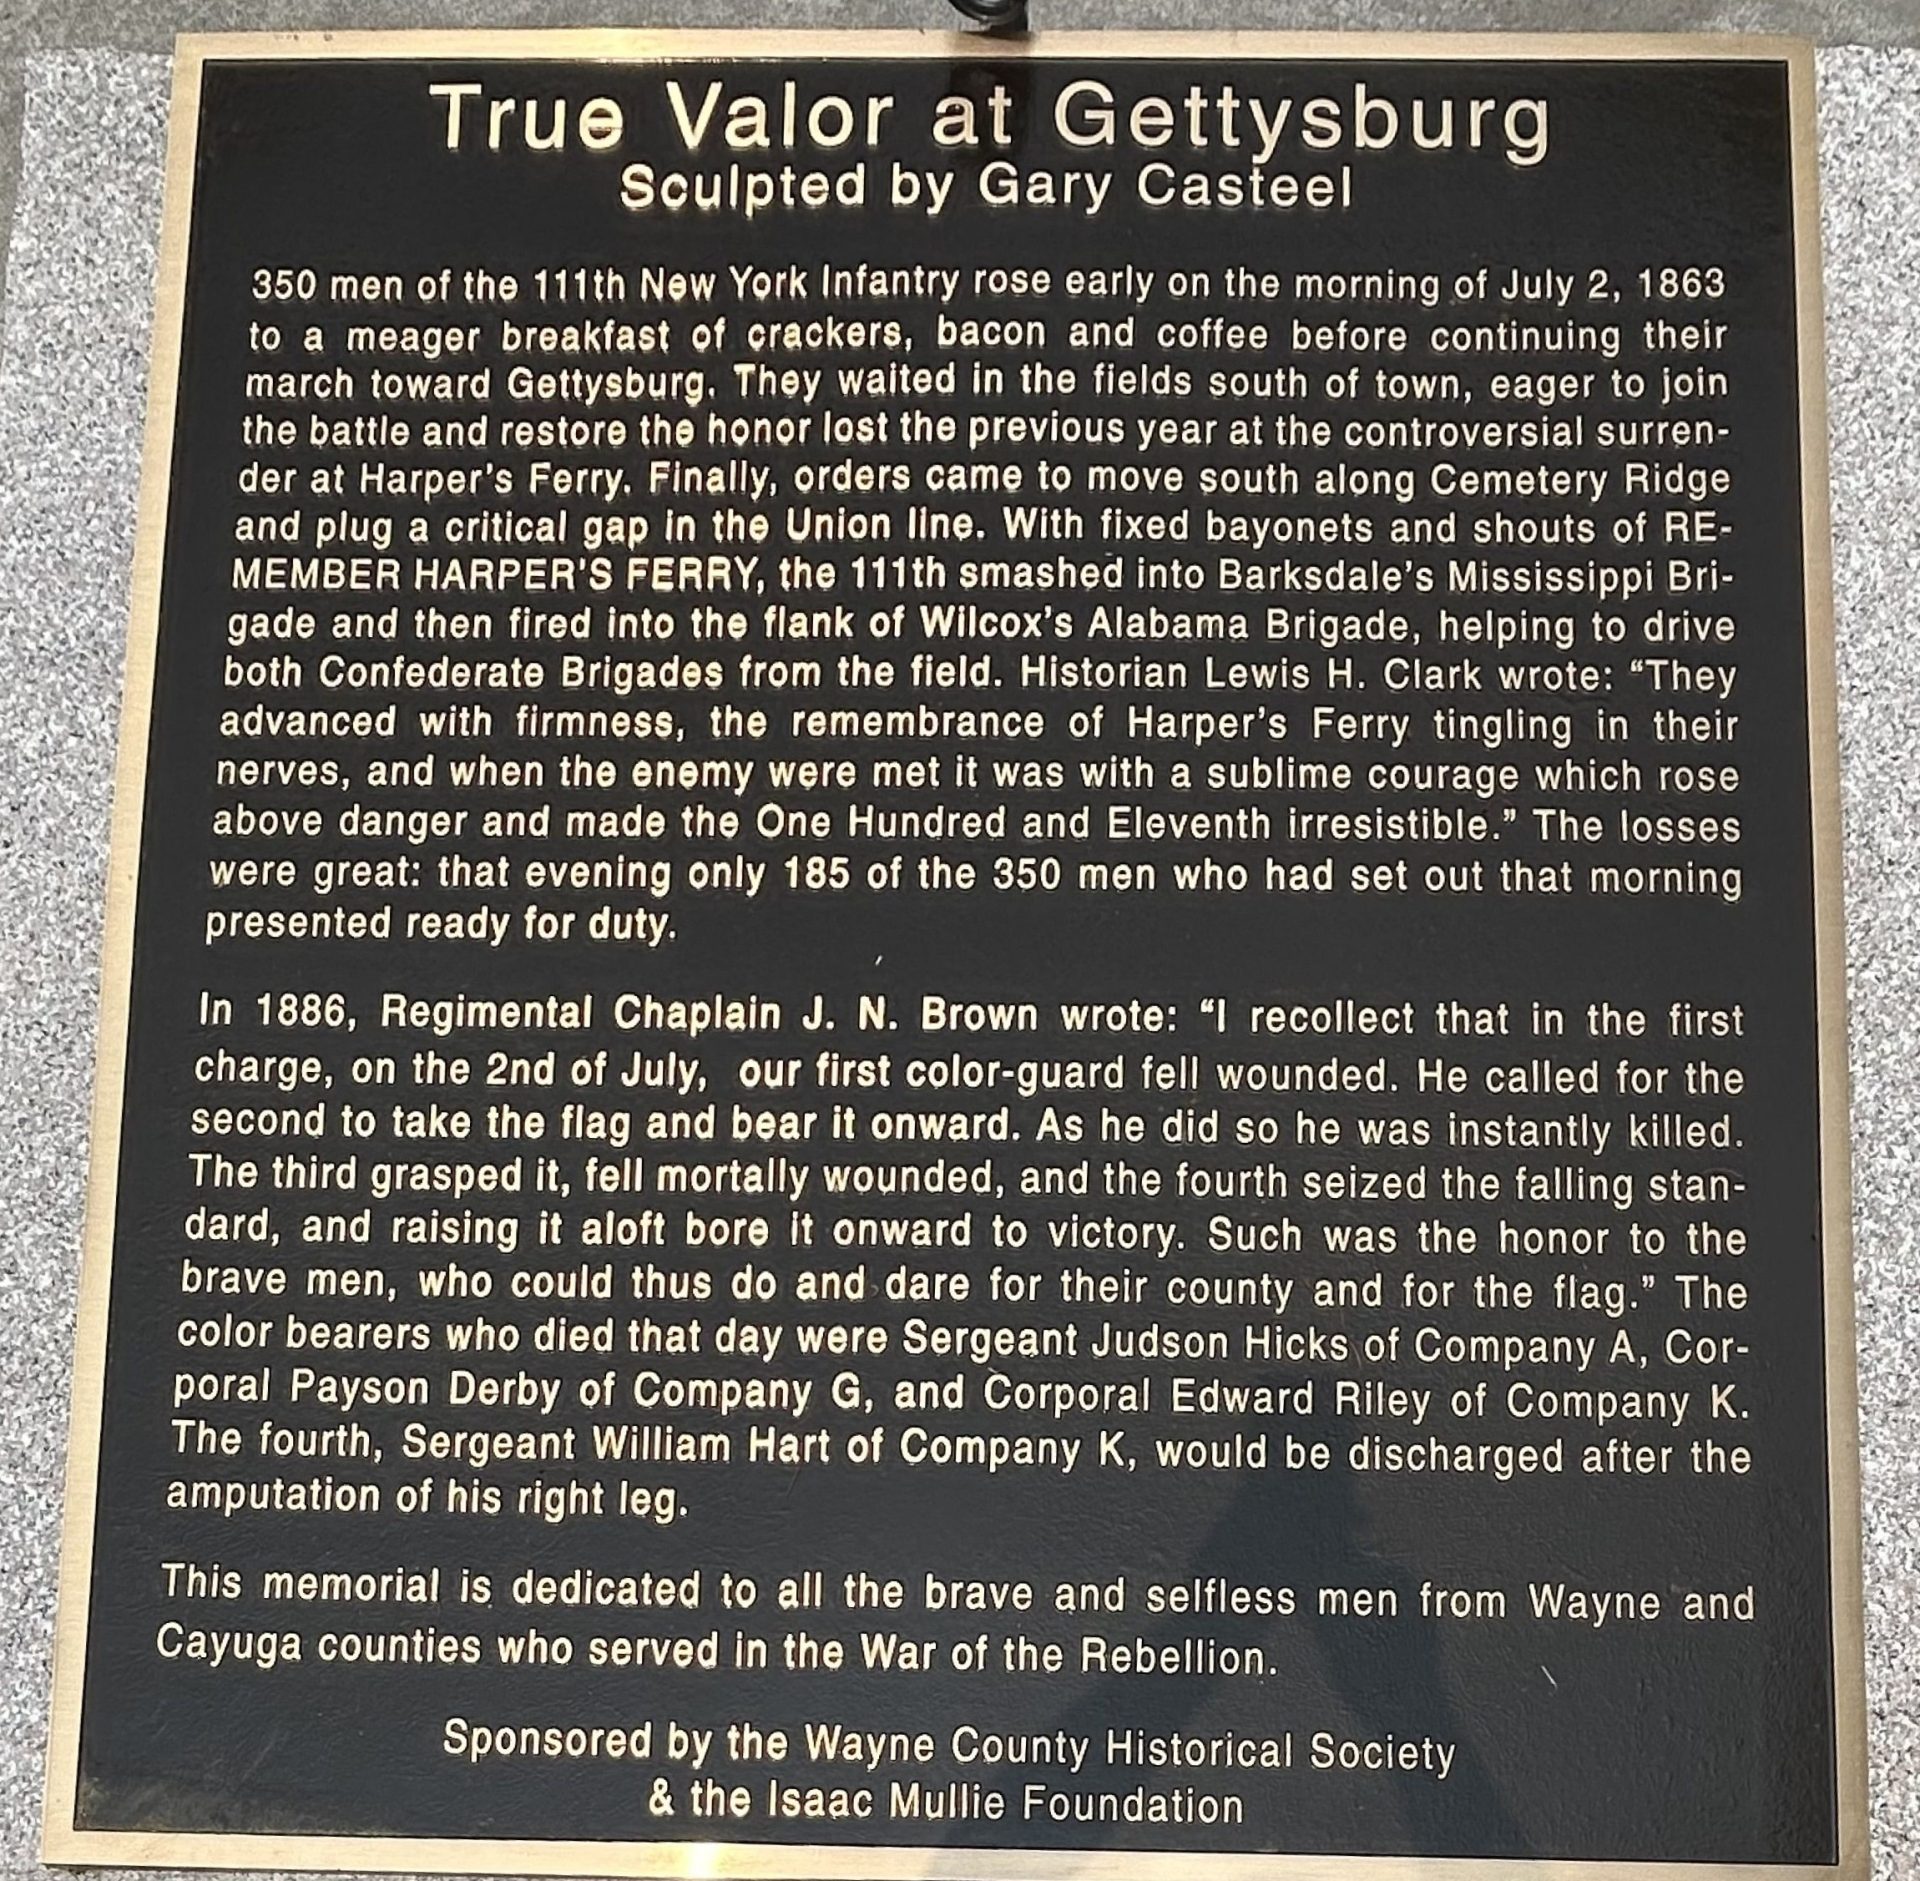 True Valor at Gettysburg
Sculpted by Gary Casteel
350 men of the 111th New York Infantry rose early on the morning of July 2, 1863
to a meager breakfast of crackers, bacon and coffee before continuing their
march toward Gettysburg. They waited in the fields south of town, eager to join
the battle and restore the honor lost the previous year at the controversial surren-
der at Harper's Ferry. Finally, orders came to move south along Cemetery Ridge
and plug a critical gap in the Union line. With fixed bayonets and shouts of RE-
MEMBER HARPER'S FERRY, the 111th smashed into Barksdale's Mississippi Bri-
gade and then fired into the flank of Wilcox's Alabama Brigade, helping to drive
both Confederate Brigades from the field. Historian Lewis H. Clark wrote: “They
advanced with firmness, the remembrance of Harper's Ferry tingling in their
nerves, and when the enemy were met it was with a sublime courage which rose
above danger and made the One Hundred and Eleventh irresistible.” The losses
were great: that evening only 185 of the 350 men who had set out that morning
presented ready for duty.
In 1886, Regimental Chaplain J. N. Brown wrote: “I recollect that in the first
charge, on the 2nd of July, our first color-guard fell wounded. He called for the
second to take the flag and bear it onward. As he did so he was instantly killed.
The third grasped it, fell mortally wounded, and the fourth seized the falling stan-
dard, and raising it aloft bore it onward to victory. Such was the honor to the
brave men, who could thus do and dare for their county and for the flag.” The
color bearers who died that day were Sergeant Judson Hicks of Company A, Cor-
poral Payson Derby of Company G, and Corporal Edward Riley of Company K.
The fourth, Sergeant William Hart of Company K, would be discharged after the
amputation of his right leg.
This memorial is dedicated to all the brave and selfless men from Wayne and
Cayuga counties who served in the War of the Rebellion.
Sponsored by the Wayne County Historical Society
& the Isaac Mullie Foundation